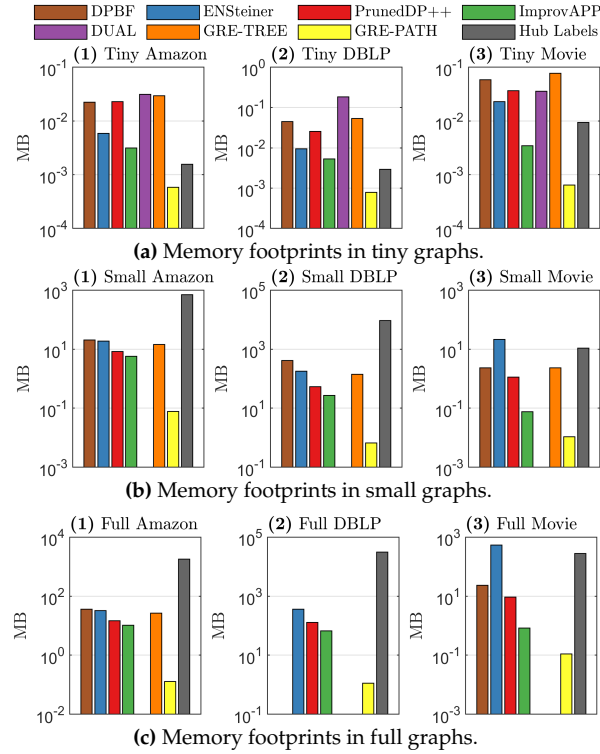 DPBF ENSteiner PrunedDP++ ImprovAPP
DUAL GRE-TREE GRE-PATH Hub Labels
(1) Tiny Amazon (2) Tiny DBLP (3) Tiny Movie
MB 10^-1 10^-2 10^-3 10^-4
MB 10^0 10^-1 10^-2 10^-3 10^-4
MB 10^-1 10^-2 10^-3 10^-4
(a) Memory footprints in tiny graphs.
(1) Small Amazon (2) Small DBLP (3) Small Movie
MB 10^3 10^1 10^-1 10^-3
MB 10^5 10^3 10^1 10^-1
MB 10^3 10^1 10^-1 10^-3
(b) Memory footprints in small graphs.
(1) Full Amazon (2) Full DBLP (3) Full Movie
MB 10^4 10^2 10^0 10^-2
MB 10^5 10^3 10^1 10^-1
MB 10^3 10^1 10^-1 10^-3
(c) Memory footprints in full graphs.